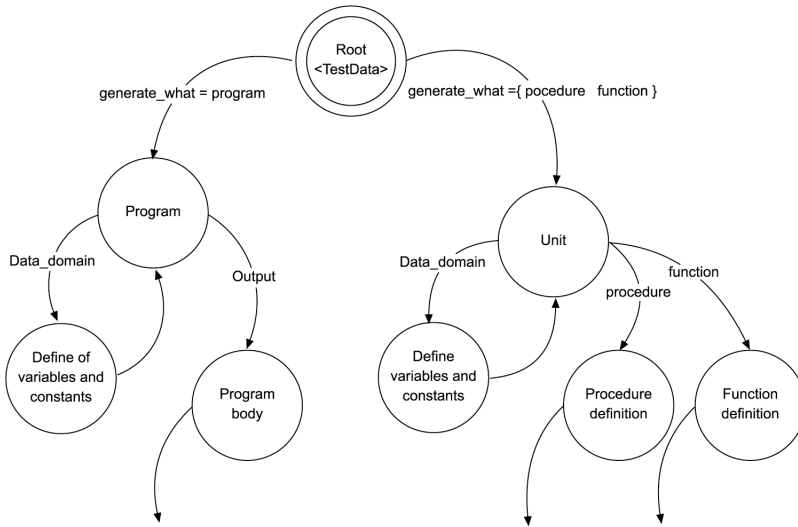 Root
<TestData>
generate_what = program
generate_what ={ pocedure function }
Program
Unit
Data_domain
Output
Data_domain
procedure
function
Define of
variables and
constants
Program
body
Define
variables and
constants
Procedure
definition
Function
definition